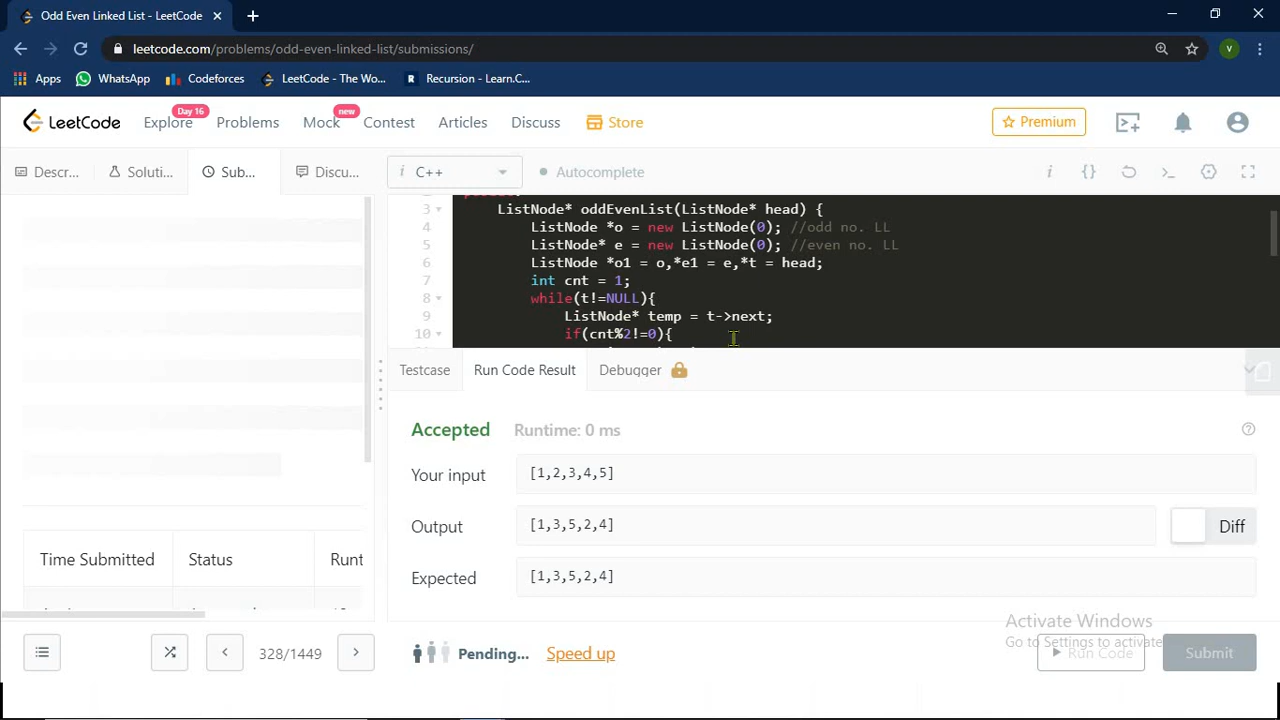 Odd Even Linked List - LeetCode
leetcode.com/problems/odd-even-linked-list/submissions/
V
Apps WhatsApp Codeforces LeetCode - The Wo... R Recursion - Learn.C...
LeetCode Explore Day 16 Problems Mock new Contest Articles Discuss Store Premium
Descr... Soluti... Sub... Discu... i C++ Autocomplete i {}
3 ListNode* oddEvenList(ListNode* head) {
4 ListNode *o = new ListNode(0); //odd no. LL
5 ListNode* e = new ListNode(0); //even no. LL
6 ListNode *o1 = o,*e1 = e,*t = head;
7 int cnt = 1;
8 while(t!=NULL){
9 ListNode* temp = t->next;
10 if(cnt%2!=0){
Testcase Run Code Result Debugger
Accepted Runtime: 0 ms
Your input [1,2,3,4,5]
Output [1,3,5,2,4] Diff
Expected [1,3,5,2,4]
Time Submitted Status Runt
Activate Windows
Go to Settings to activate
328/1449 Pending... Speed up Run Code Submit